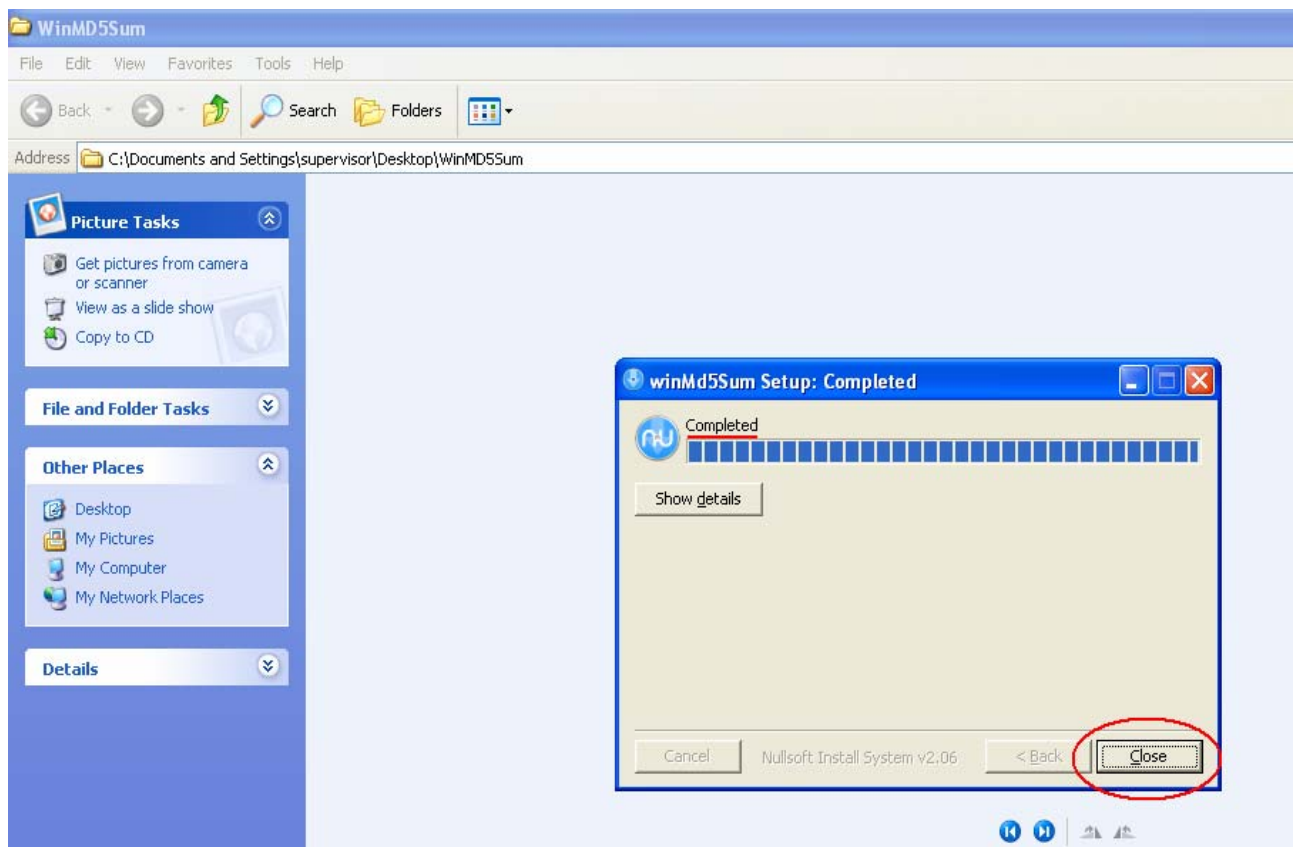 WinMD5Sum
File Edit View Favorites Tools Help
Back Search Folders
Address C:\Documents and Settings\supervisor\Desktop\WinMD5Sum
Picture Tasks
Get pictures from camera
or scanner
View as a slide show
Copy to CD
File and Folder Tasks
Other Places
Desktop
My Pictures
My Computer
My Network Places
Details
winMd5Sum Setup: Completed
Completed
Show details
Cancel Nullsoft Install System v2.06 < Back Close